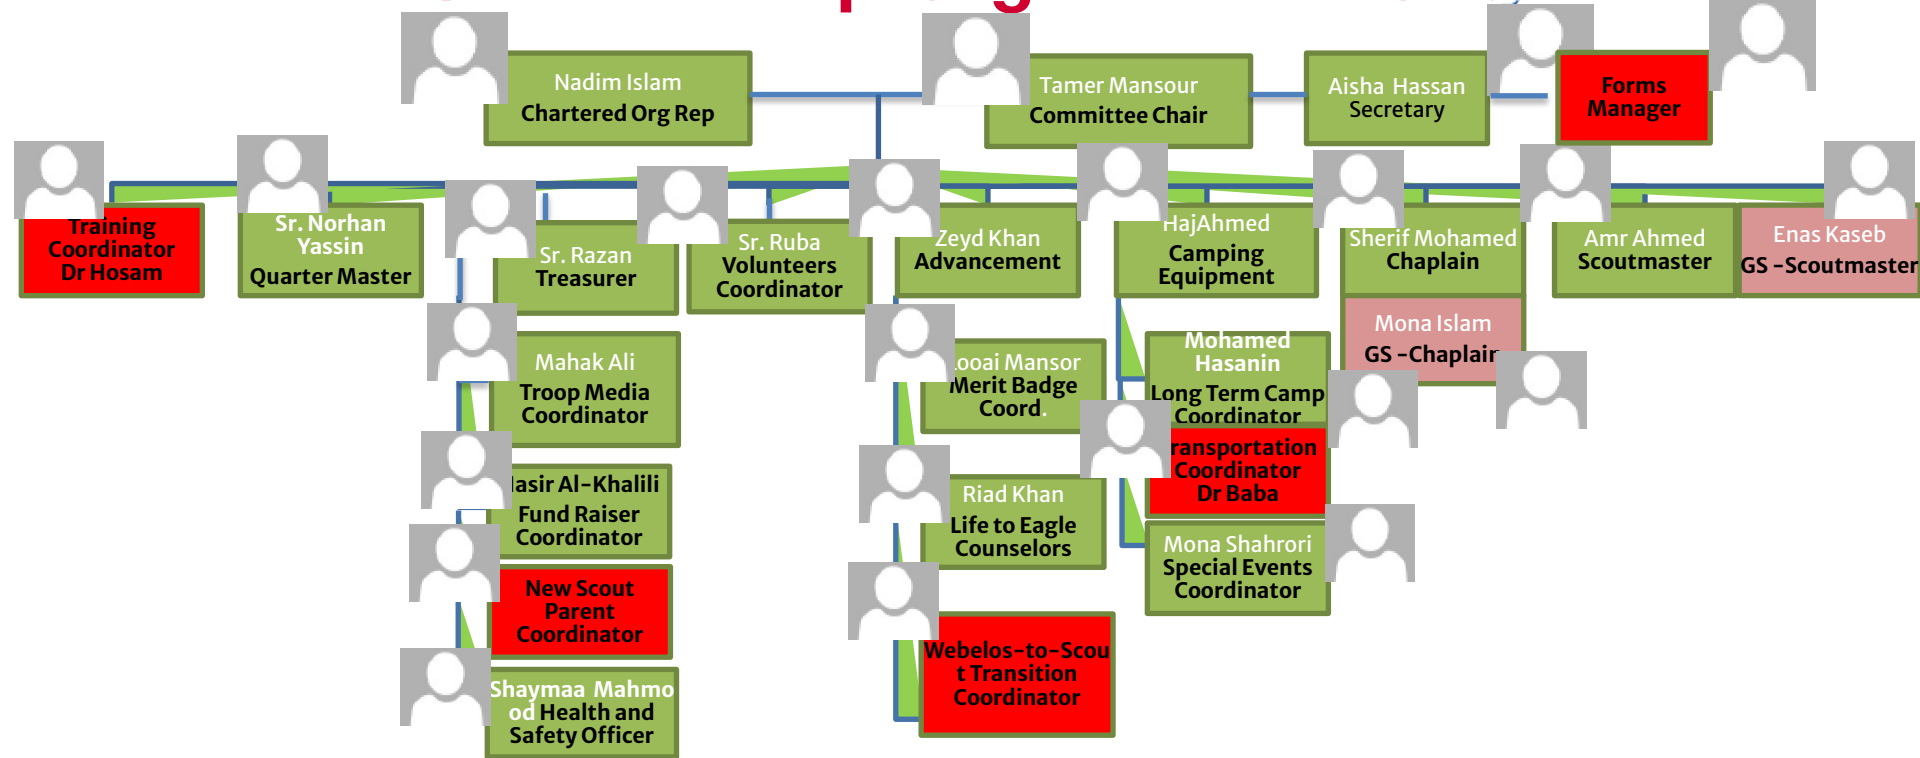 Nadim Islam
Chartered Org Rep
Tamer Mansour
Committee Chair
Aisha Hassan
Secretary
Forms
Manager
Training
Coordinator
Dr Hosam
Sr. Norhan
Yassin
Quarter Master
Sr. Razan
Treasurer
Sr. Ruba
Volunteers
Coordinator
Zeyd Khan
Advancement
HajAhmed
Camping
Equipment
Sherif Mohamed
Chaplain
Amr Ahmed
Scoutmaster
Enas Kaseb
GS -Scoutmaster
Mona Islam
GS -Chaplain
Mahak Ali
Troop Media
Coordinator
Al-Khalili
Fund Raiser
Coordinator
New Scout
Parent
Coordinator
Shaymaa Mahmo
od Health and
Safety Officer
Mansor
Merit Badge
Coord.
Riad Khan
Life to Eagle
Counselors
Webelos-to-Scou
t Transition
Coordinator
Mohamed
Hasanin
Long Term Camp
Coordinator
ransportation
Coordinator
Dr Baba
Mona Shahrori
Special Events
Coordinator